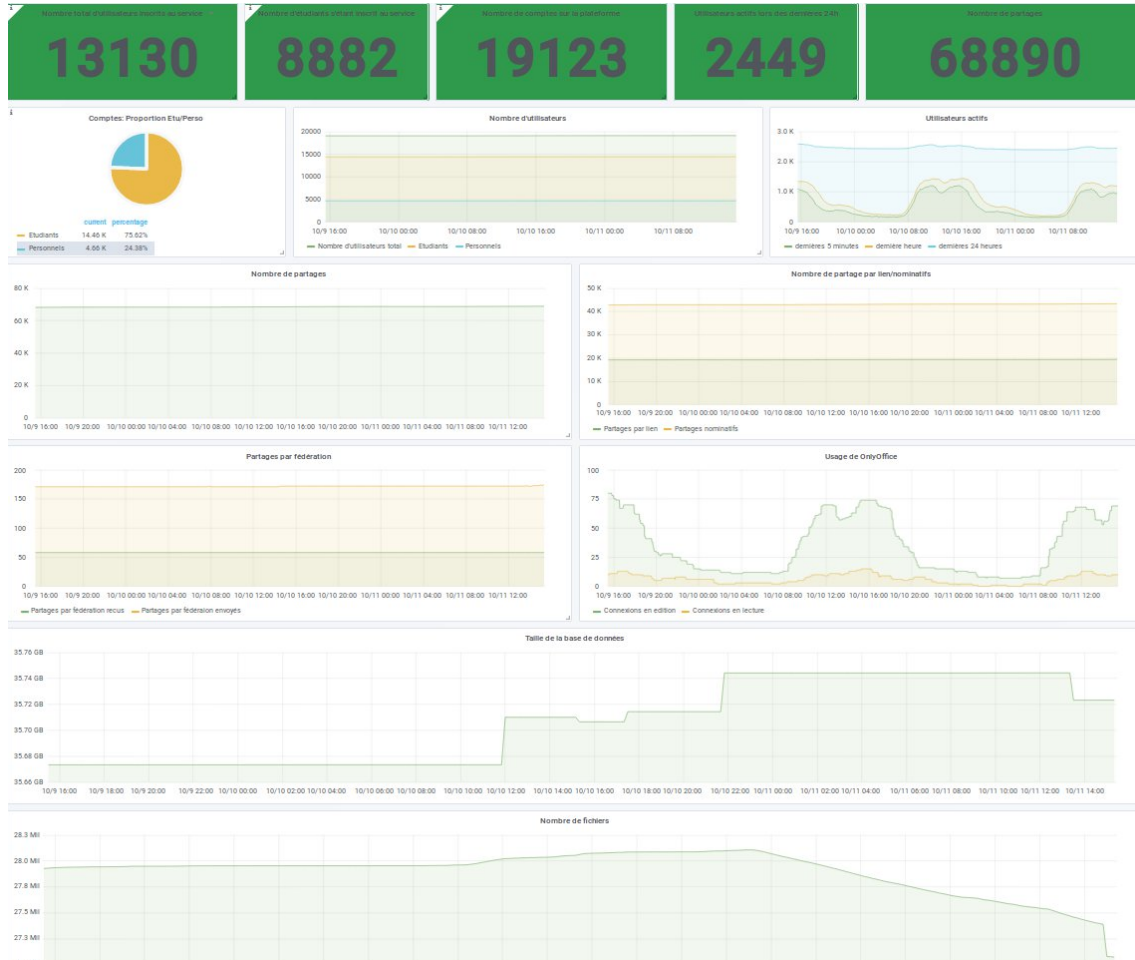 Nombre total d'utilisateurs inscrits au service
Nombre d'étudiants s'étant inscrit au service
Nombre de comptes sur la plateforme
Utilisateurs actifs lors des dernières 24h
Nombre de partages
13130
8882
19123
2449
68890
Comptes: Proportion Etu/Perso
current percentage
Etudiants 14.46 K 75.62%
Personnels 4.66 K 24.38%
Nombre d'utilisateurs
20000
15000
10000
5000
0
10/9 16:00 10/10 00:00 10/10 08:00 10/10 16:00 10/11 00:00 10/11 08:00
Nombre d'utilisateurs total Etudiants Personnels
Utilisateurs actifs
3.0 K
2.0 K
1.0 K
0
10/9 16:00 10/10 00:00 10/10 08:00 10/10 16:00 10/11 00:00 10/11 08:00
dernières 5 minutes dernière heure dernières 24 heures
Nombre de partages
80 K
60 K
40 K
20 K
0
10/9 16:00 10/9 20:00 10/10 00:00 10/10 04:00 10/10 08:00 10/10 12:00 10/10 16:00 10/10 20:00 10/11 00:00 10/11 04:00 10/11 08:00 10/11 12:00
Nombre de partage par lien/nominatifs
50 K
40 K
30 K
20 K
10 K
0
10/9 16:00 10/9 20:00 10/10 00:00 10/10 04:00 10/10 08:00 10/10 12:00 10/10 16:00 10/10 20:00 10/11 00:00 10/11 04:00 10/11 08:00 10/11 12:00
Partages par lien Partages nominatifs
Partages par fédération
200
150
100
50
0
10/9 16:00 10/9 20:00 10/10 00:00 10/10 04:00 10/10 08:00 10/10 12:00 10/10 16:00 10/10 20:00 10/11 00:00 10/11 04:00 10/11 08:00 10/11 12:00
Partages par fédération recus Partages par fédéraion envoyés
Usage de OnlyOffice
100
75
50
25
0
10/9 16:00 10/9 20:00 10/10 00:00 10/10 04:00 10/10 08:00 10/10 12:00 10/10 16:00 10/10 20:00 10/11 00:00 10/11 04:00 10/11 08:00 10/11 12:00
Connexions en edition Connexions en lecture
Taille de la base de données
35.76 GB
35.74 GB
35.72 GB
35.70 GB
35.68 GB
35.66 GB
10/9 16:00 10/9 18:00 10/9 20:00 10/9 22:00 10/10 00:00 10/10 02:00 10/10 04:00 10/10 06:00 10/10 08:00 10/10 10:00 10/10 12:00 10/10 14:00 10/10 16:00 10/10 18:00 10/10 20:00 10/10 22:00 10/11 00:00 10/11 02:00 10/11 04:00 10/11 06:00 10/11 08:00 10/11 10:00 10/11 12:00 10/11 14:00
Nombre de fichiers
28.3 Mil
28.0 Mil
27.8 Mil
27.5 Mil
27.3 Mil